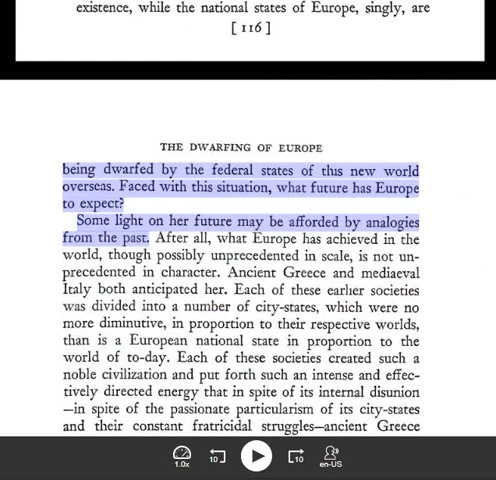 existence, while the national states of Europe, singly, are
[ 116 ]
THE DWARFING OF EUROPE
being dwarfed by the federal states of thus new world
overseas. Faced with this situation, what future has Europe
to expect?
Some light on her future may be afforded by analogies
from the past. After all, what Europe has achieved in the
world, though possibly unprecedented in scale, is not un-
precedented in character. Ancient Greece and mediaeval
Italy both anticipated her. Each of these earlier societies
was divided into a number of city-states, which were no
more diminutive, in proportion to their respective worlds,
than is a European national state in proportion to the
world of to-day. Each of these societies created such a
noble civilization and put forth such an intense and effec-
tively directed energy that in spite of its internal disunion
—in spite of the passionate particularism of its city-states
and their constant fratricidal struggles—ancient Greece
1.0x
10
10
en-US